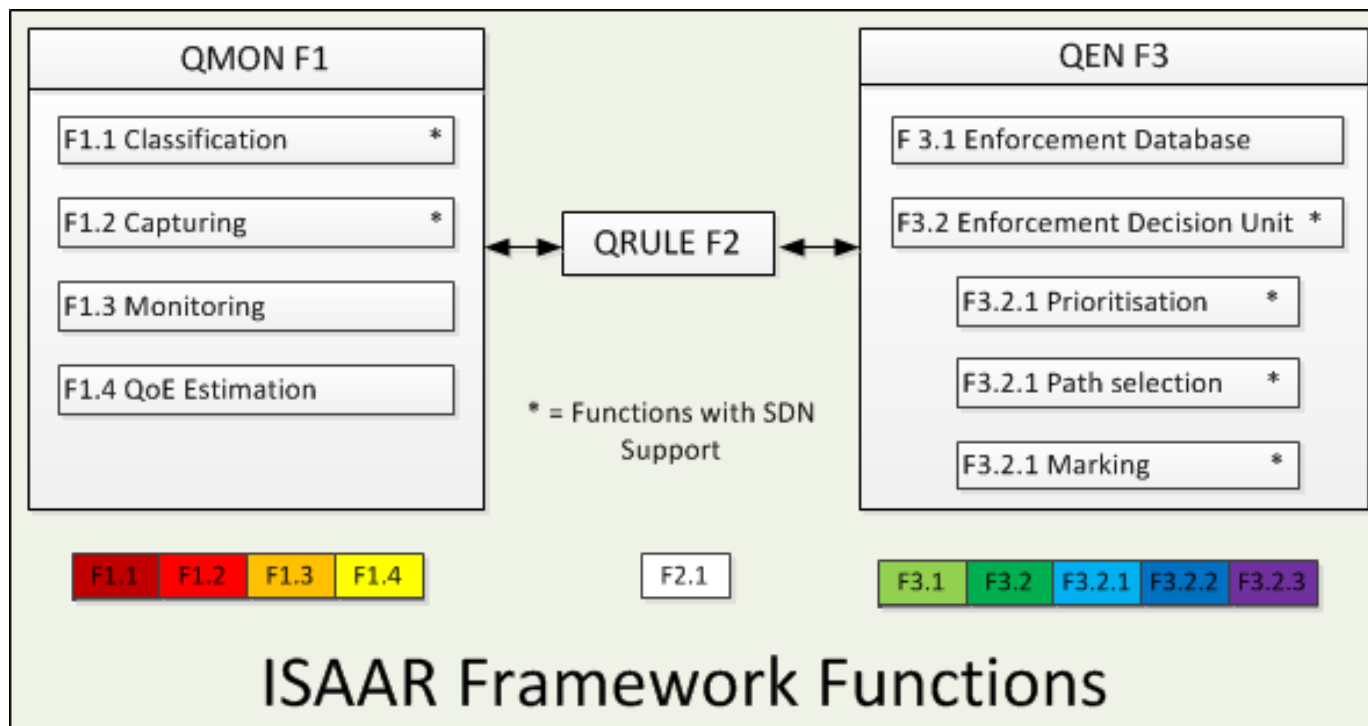 QMON F1
F1.1 Classification *
F1.2 Capturing *
F1.3 Monitoring
F1.4 QoE Estimation
QRULE F2
* = Functions with SDN
Support
QEN F3
F 3.1 Enforcement Database
F3.2 Enforcement Decision Unit *
F3.2.1 Prioritisation *
F3.2.1 Path selection *
F3.2.1 Marking *
F1.1 F1.2 F1.3 F1.4
F2.1
F3.1 F3.2 F3.2.1 F3.2.2 F3.2.3
ISAAR Framework Functions